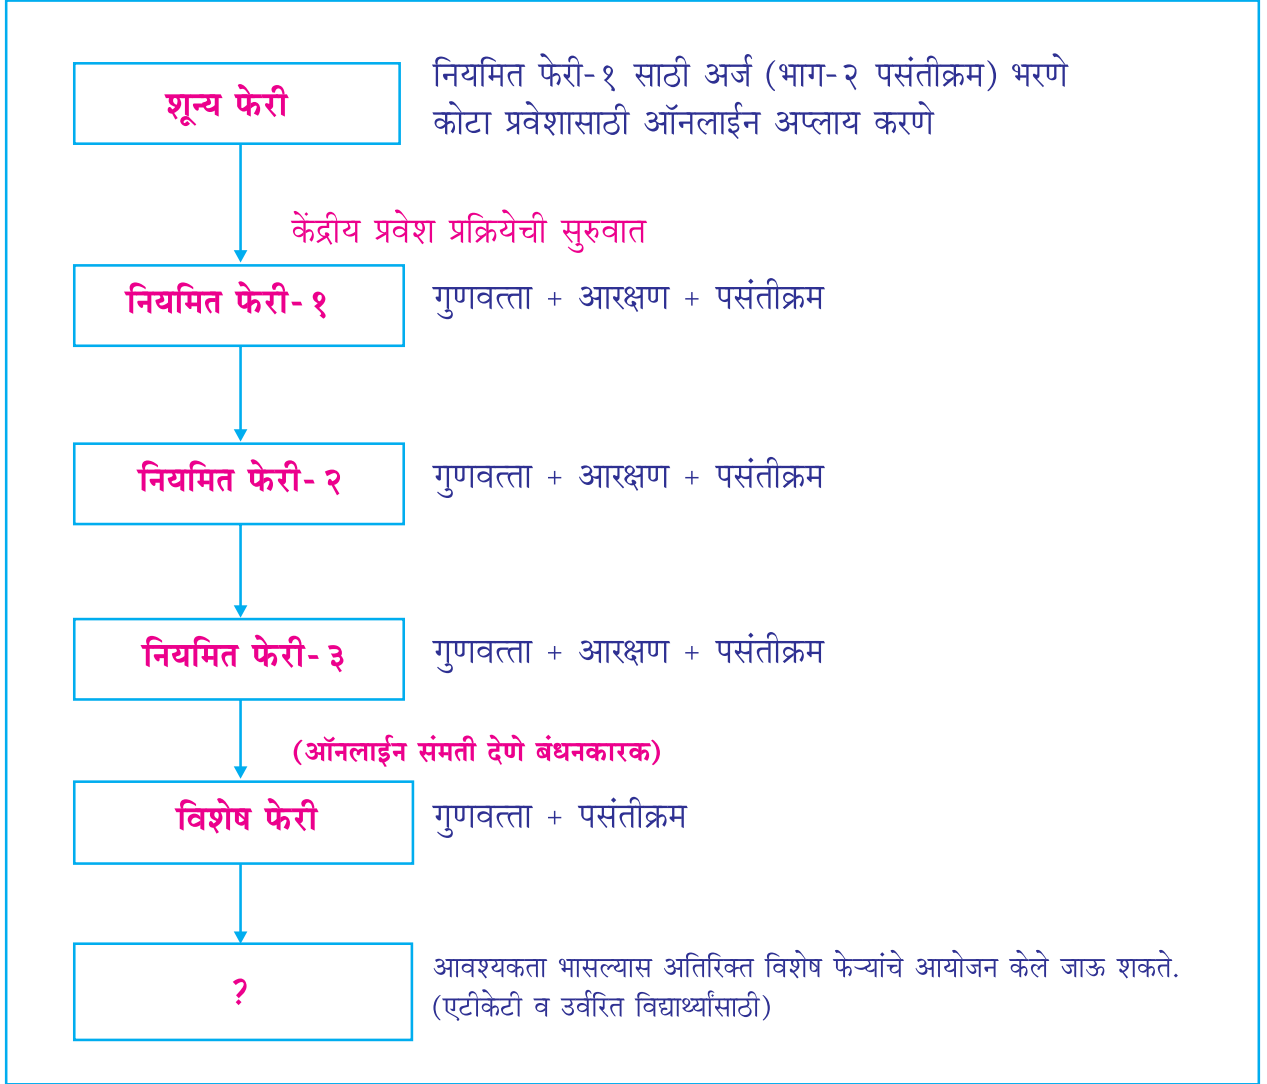 शून्य फेरी
नियमित फेरी-१ साठी अर्ज (भाग-२ पसंतीक्रम) भरणे
कोटा प्रवेशासाठी ऑनलाईन अप्लाय करणे
केंद्रीय प्रवेश प्रक्रियेची सुरुवात
नियमित फेरी-१
गुणवत्ता + आरक्षण + पसंतीक्रम
नियमित फेरी-२
गुणवत्ता + आरक्षण + पसंतीक्रम
नियमित फेरी-३
गुणवत्ता + आरक्षण + पसंतीक्रम
(ऑनलाईन संमती देणे बंधनकारक)
विशेष फेरी
गुणवत्ता + पसंतीक्रम
?
आवश्यकता भासल्यास अतिरिक्त विशेष फेऱ्यांचे आयोजन केले जाऊ शकते.
(एटीकेटी व उर्वरित विद्यार्थ्यांसाठी)